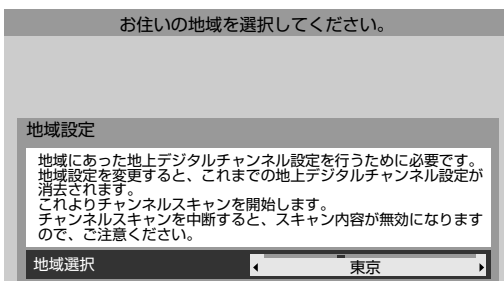 お住いの地域を選択してください。
地域設定
地域にあった地上デジタルチャンネル設定を行うために必要です。
地域設定を変更すると、これまでの地上デジタルチャンネル設定が
消去されます。
これよりチャンネルスキャンを開始します。
チャンネルスキャンを中断すると、スキャン内容が無効になります
ので、ご注意ください。
地域選択 東京